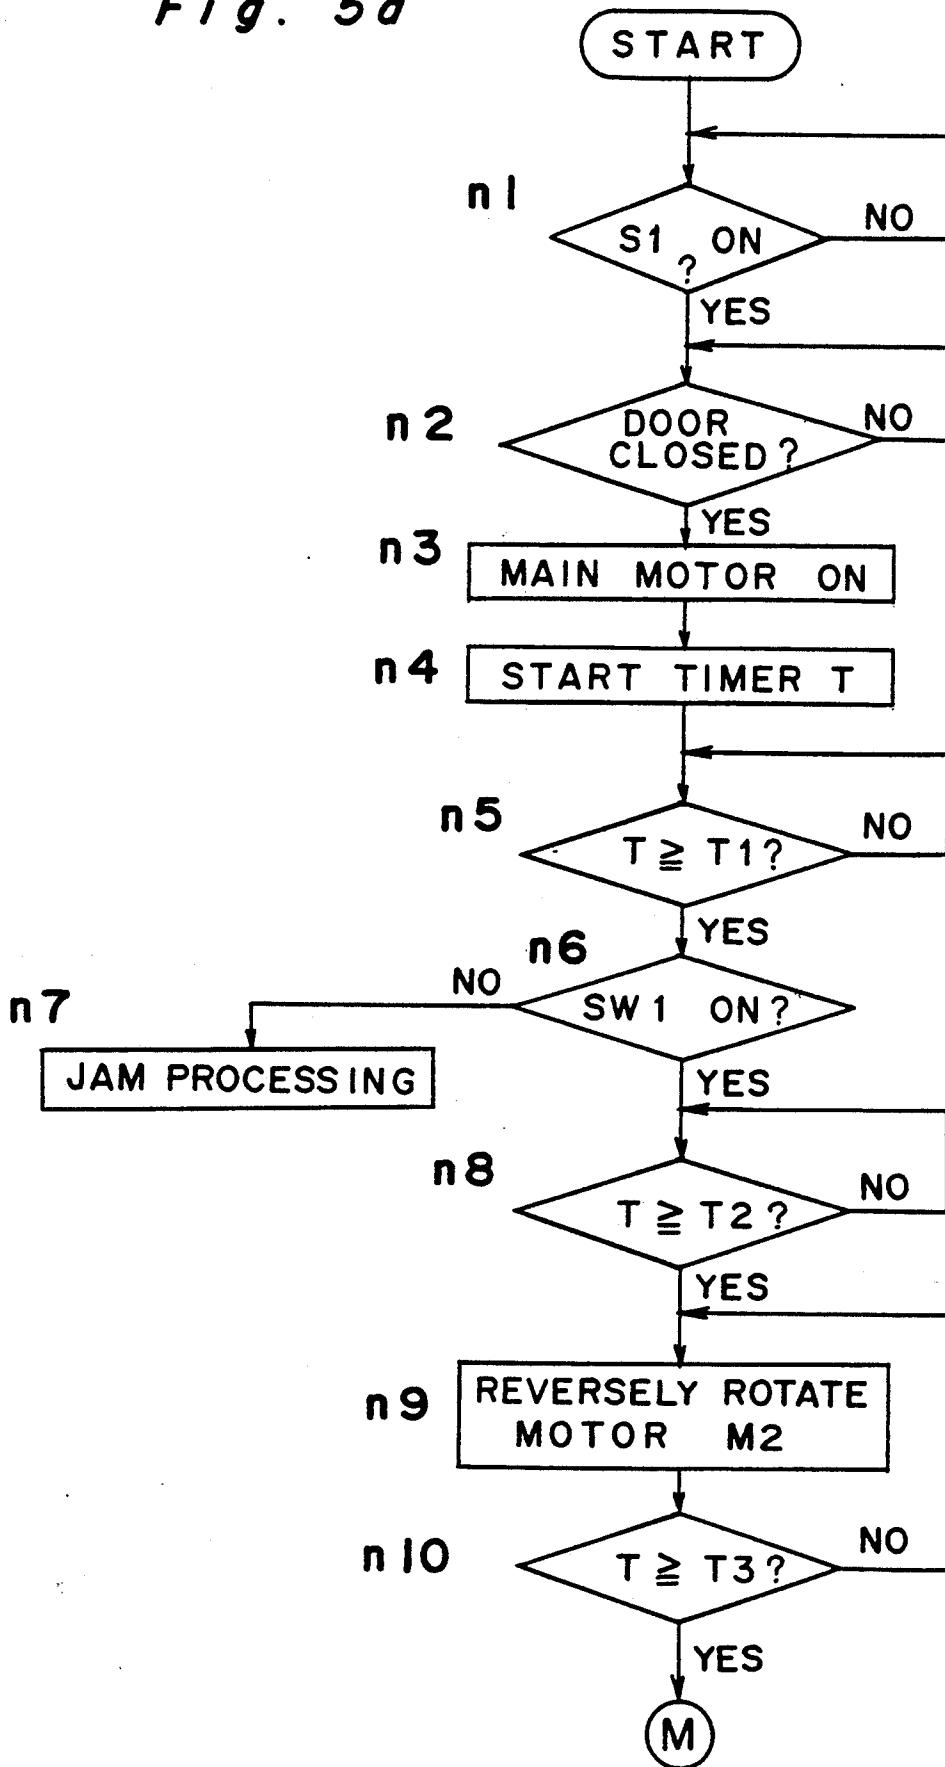 Fig. 5a
START
n1
S1 ON
?
NO
YES
n2
DOOR
CLOSED?
NO
YES
n3
MAIN MOTOR ON
n4
START TIMER T
n5
T ≧ T1?
NO
YES
n6
SW1 ON?
NO
n7
JAM PROCESSING
YES
n8
T ≧ T2?
NO
YES
n9
REVERSELY ROTATE
MOTOR M2
n10
T ≧ T3?
NO
YES
M